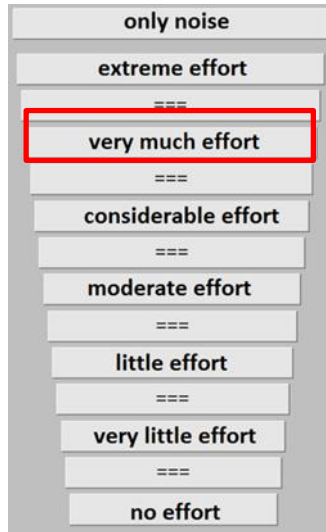 only noise
extreme effort
===
very much effort
===
considerable effort
===
moderate effort
===
little effort
===
very little effort
===
no effort